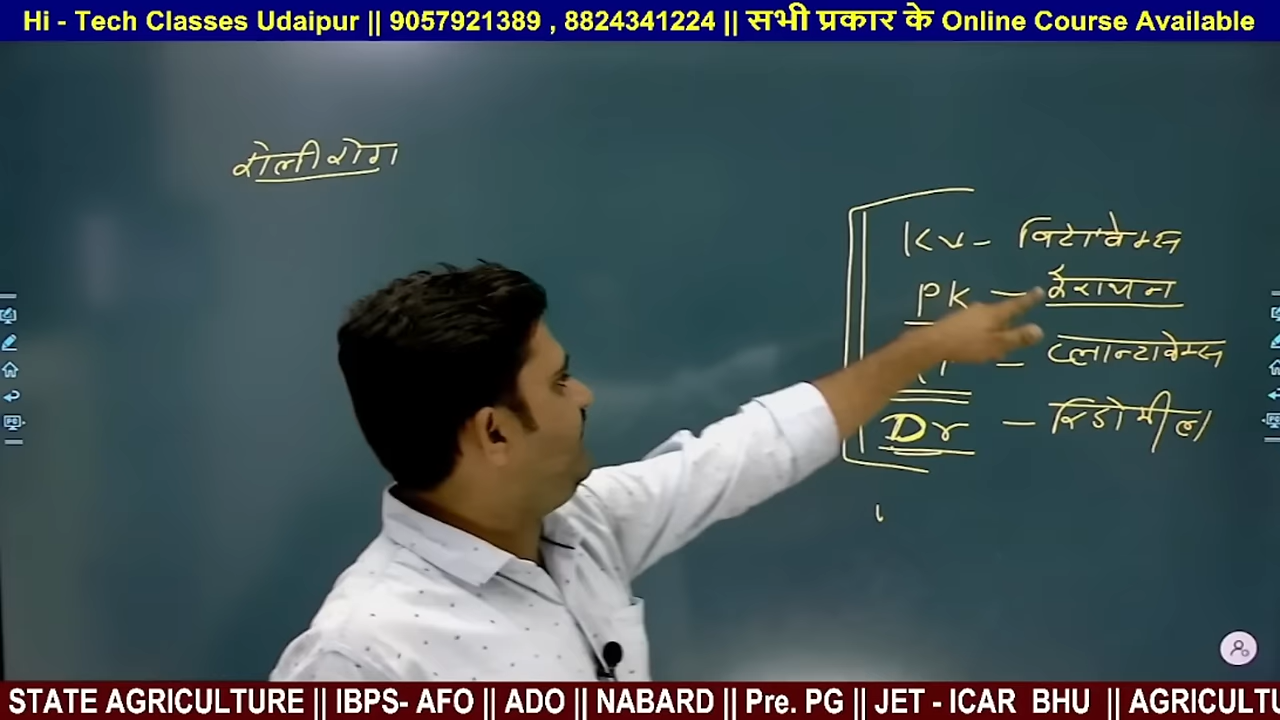 Hi - Tech Classes Udaipur || 9057921389 , 8824341224 || सभी प्रकार के Online Course Available
रोली रोग
Kv - विटावेक्स
PK - कैराथन
- प्लान्टावेक्स
Dr - रिडोमील
STATE AGRICULTURE || IBPS- AFO || ADO || NABARD || Pre. PG || JET - ICAR BHU || AGRICULTU